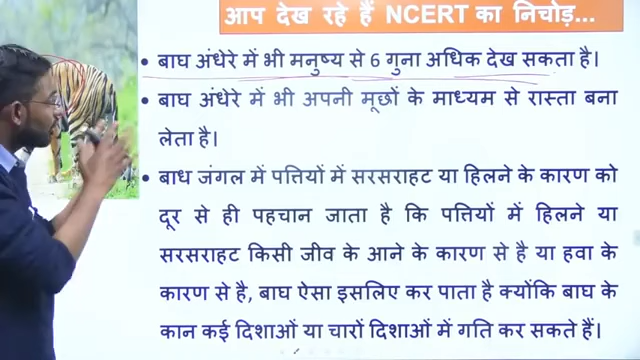 आप देख रहे हैं NCERT का निचोड़...
• बाघ अंधेरे में भी मनुष्य से 6 गुना अधिक देख सकता है।
• बाघ अंधेरे में भी अपनी मूछों के माध्यम से रास्ता बना
लेता है।
• बाध जंगल में पत्तियों में सरसराहट या हिलने के कारण को
दूर से ही पहचान जाता है कि पत्तियों में हिलने या
सरसराहट किसी जीव के आने के कारण से है या हवा के
कारण से है, बाघ ऐसा इसलिए कर पाता है क्योंकि बाघ के
कान कई दिशाओं या चारों दिशाओं में गति कर सकते हैं।